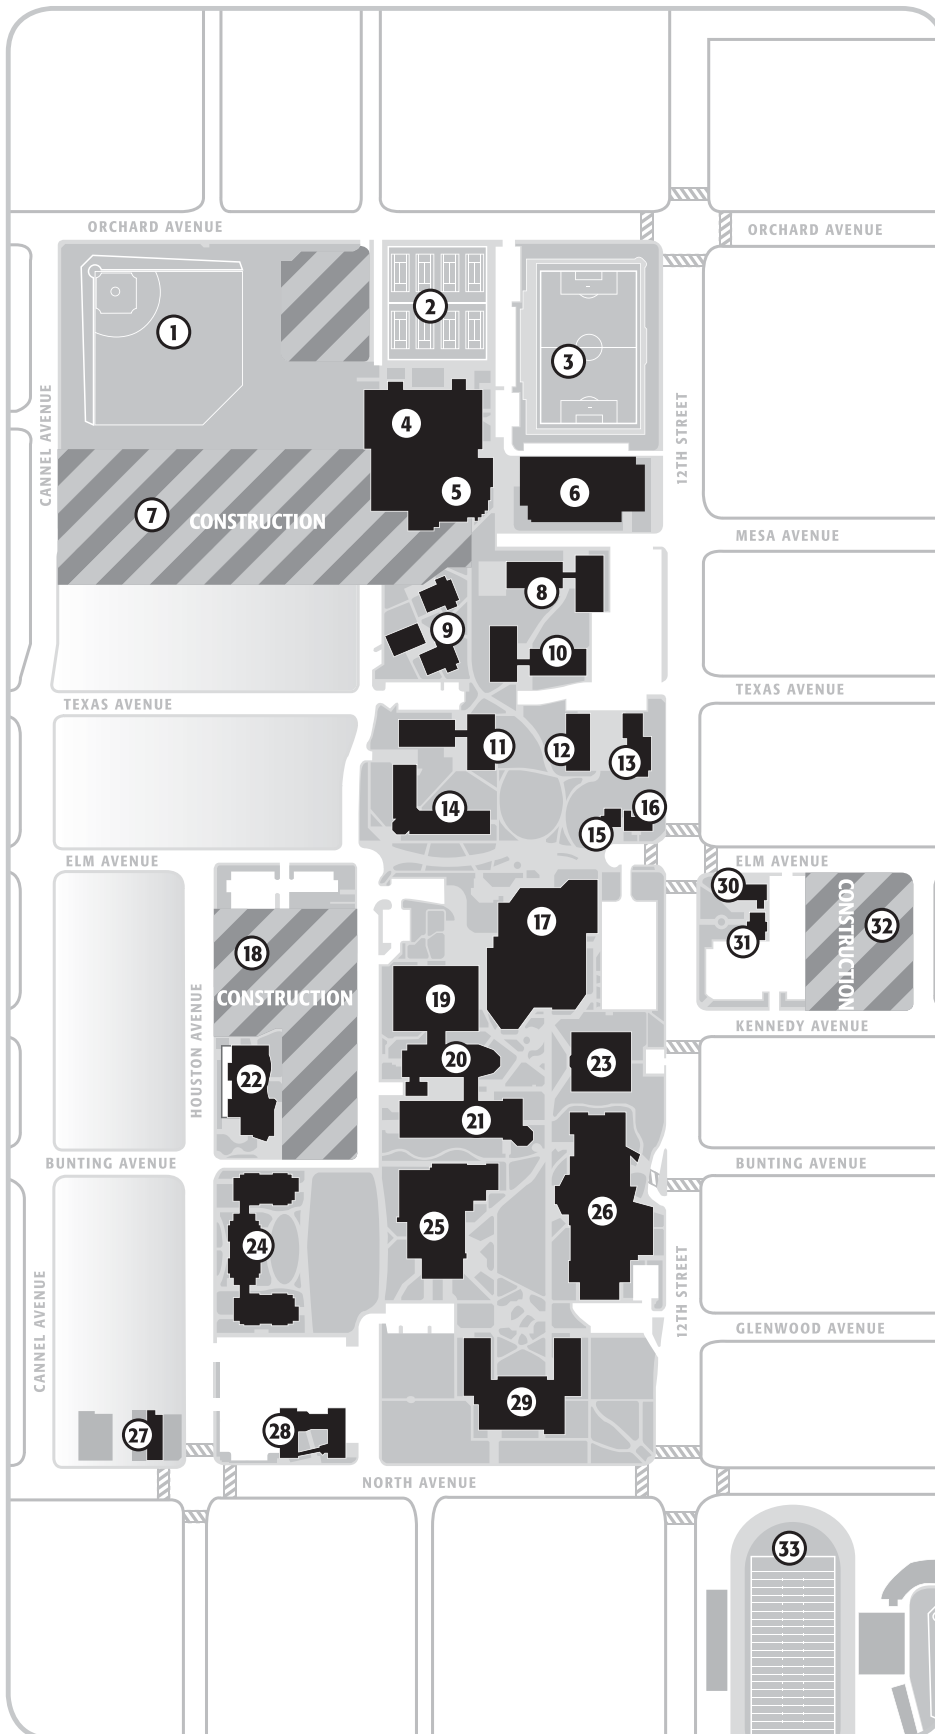 ORCHARD AVENUE
ORCHARD AVENUE
1
2
3
CANNEL AVENUE
12TH STREET
4
5
6
7
CONSTRUCTION
MESA AVENUE
8
9
10
TEXAS AVENUE
TEXAS AVENUE
11
12
13
14
15
16
ELM AVENUE
ELM AVENUE
17
30
31
32
CONSTRUCTION
18
CONSTRUCTION
19
HOUSTON AVENUE
KENNEDY AVENUE
20
21
22
23
BUNTING AVENUE
BUNTING AVENUE
24
25
26
CANNEL AVENUE
12TH STREET
GLENWOOD AVENUE
27
28
29
NORTH AVENUE
33